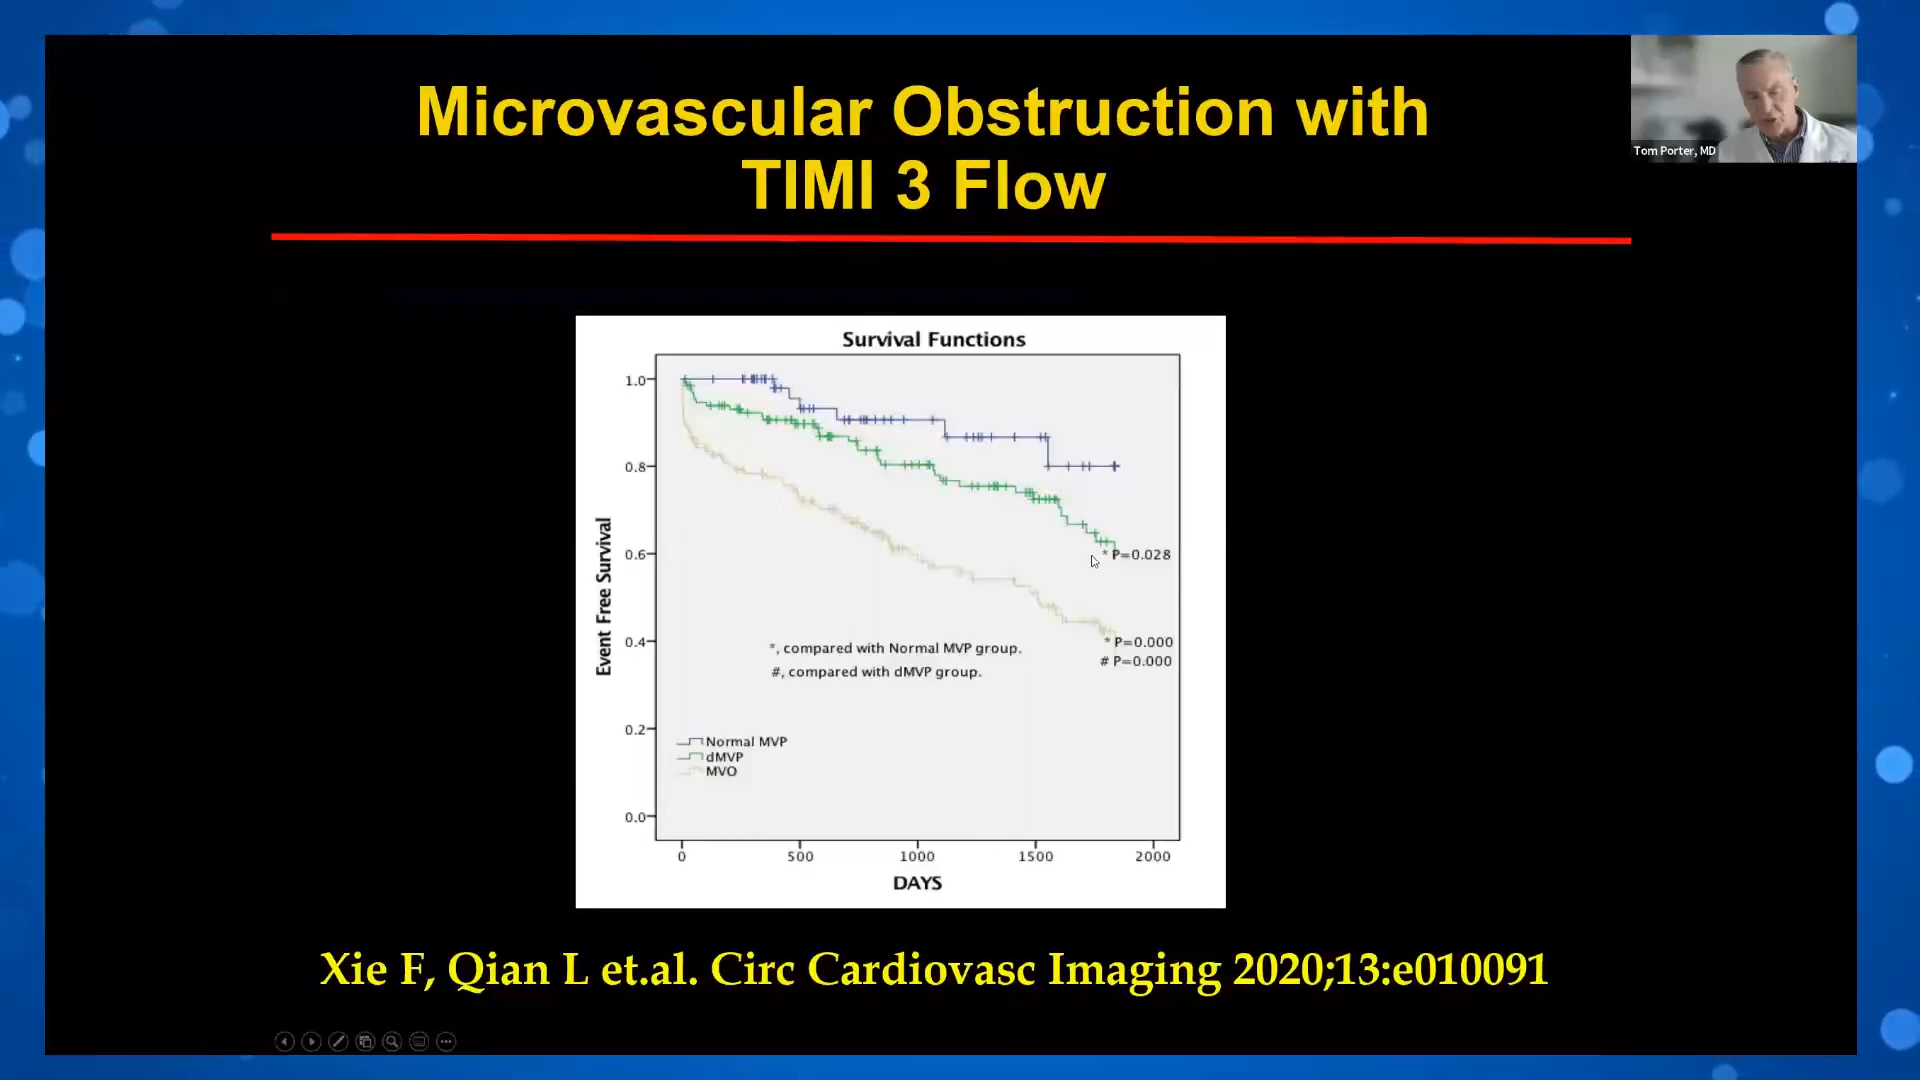 Microvascular Obstruction with
TIMI 3 Flow
Tom Porter, MD
Survival Functions
Event Free Survival
1.0
0.8
0.6
0.4
0.2
0.0
* P=0.028
* P=0.000
# P=0.000
*, compared with Normal MVP group.
#, compared with dMVP group.
Normal MVP
dMVP
MVO
0 500 1000 1500 2000
DAYS
Xie F, Qian L et.al. Circ Cardiovasc Imaging 2020;13:e010091